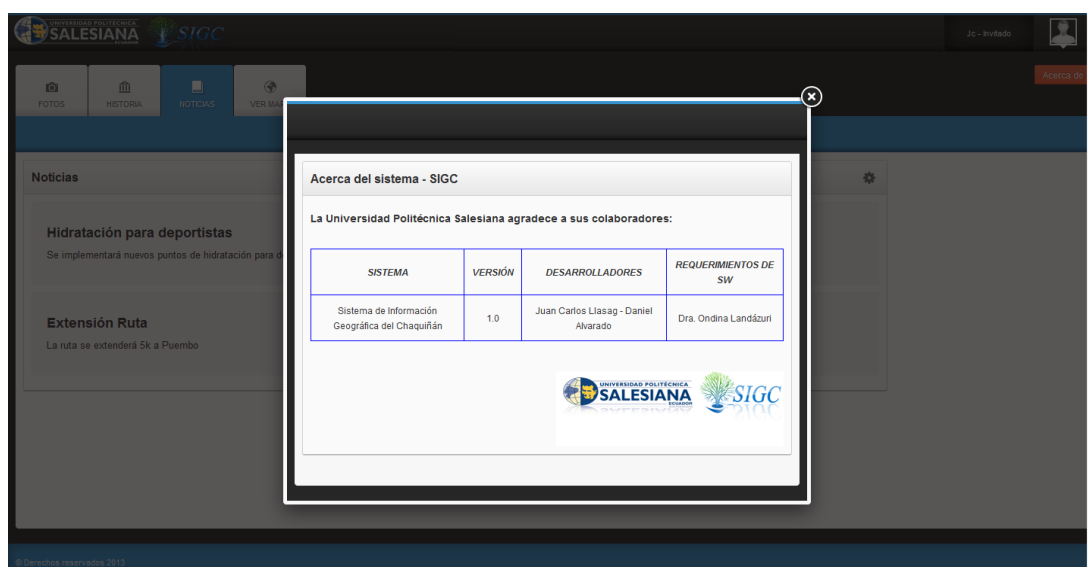 UNIVERSIDAD POLITÉCNICA
SALESIANA
ECUADOR
SIGC
Jc - Invitado
Acerca de
FOTOS
HISTORIA
NOTICIAS
VER MA
Noticias
Hidratación para deportistas
Se implementará nuevos puntos de hidratación para d
Extensión Ruta
La ruta se extenderá 5k a Puembo
Acerca del sistema - SIGC
La Universidad Politécnica Salesiana agradece a sus colaboradores:
SISTEMA
VERSIÓN
DESARROLLADORES
REQUERIMIENTOS DE
SW
Sistema de Información
Geográfica del Chaquiñán
1.0
Juan Carlos Llasag - Daniel
Alvarado
Dra. Ondina Landázuri
UNIVERSIDAD POLITÉCNICA
SALESIANA
ECUADOR
SIGC
© Derechos reservados 2013